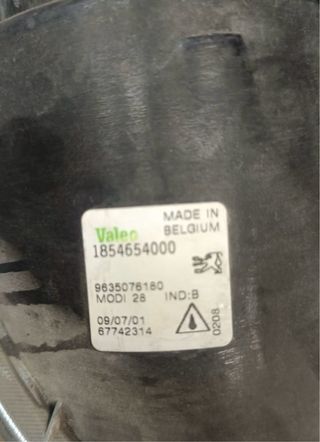 Valeo
MADE IN
BELGIUM
1854654000
9635076180
MODI 28 IND:B
09/07/01
67742314
0208